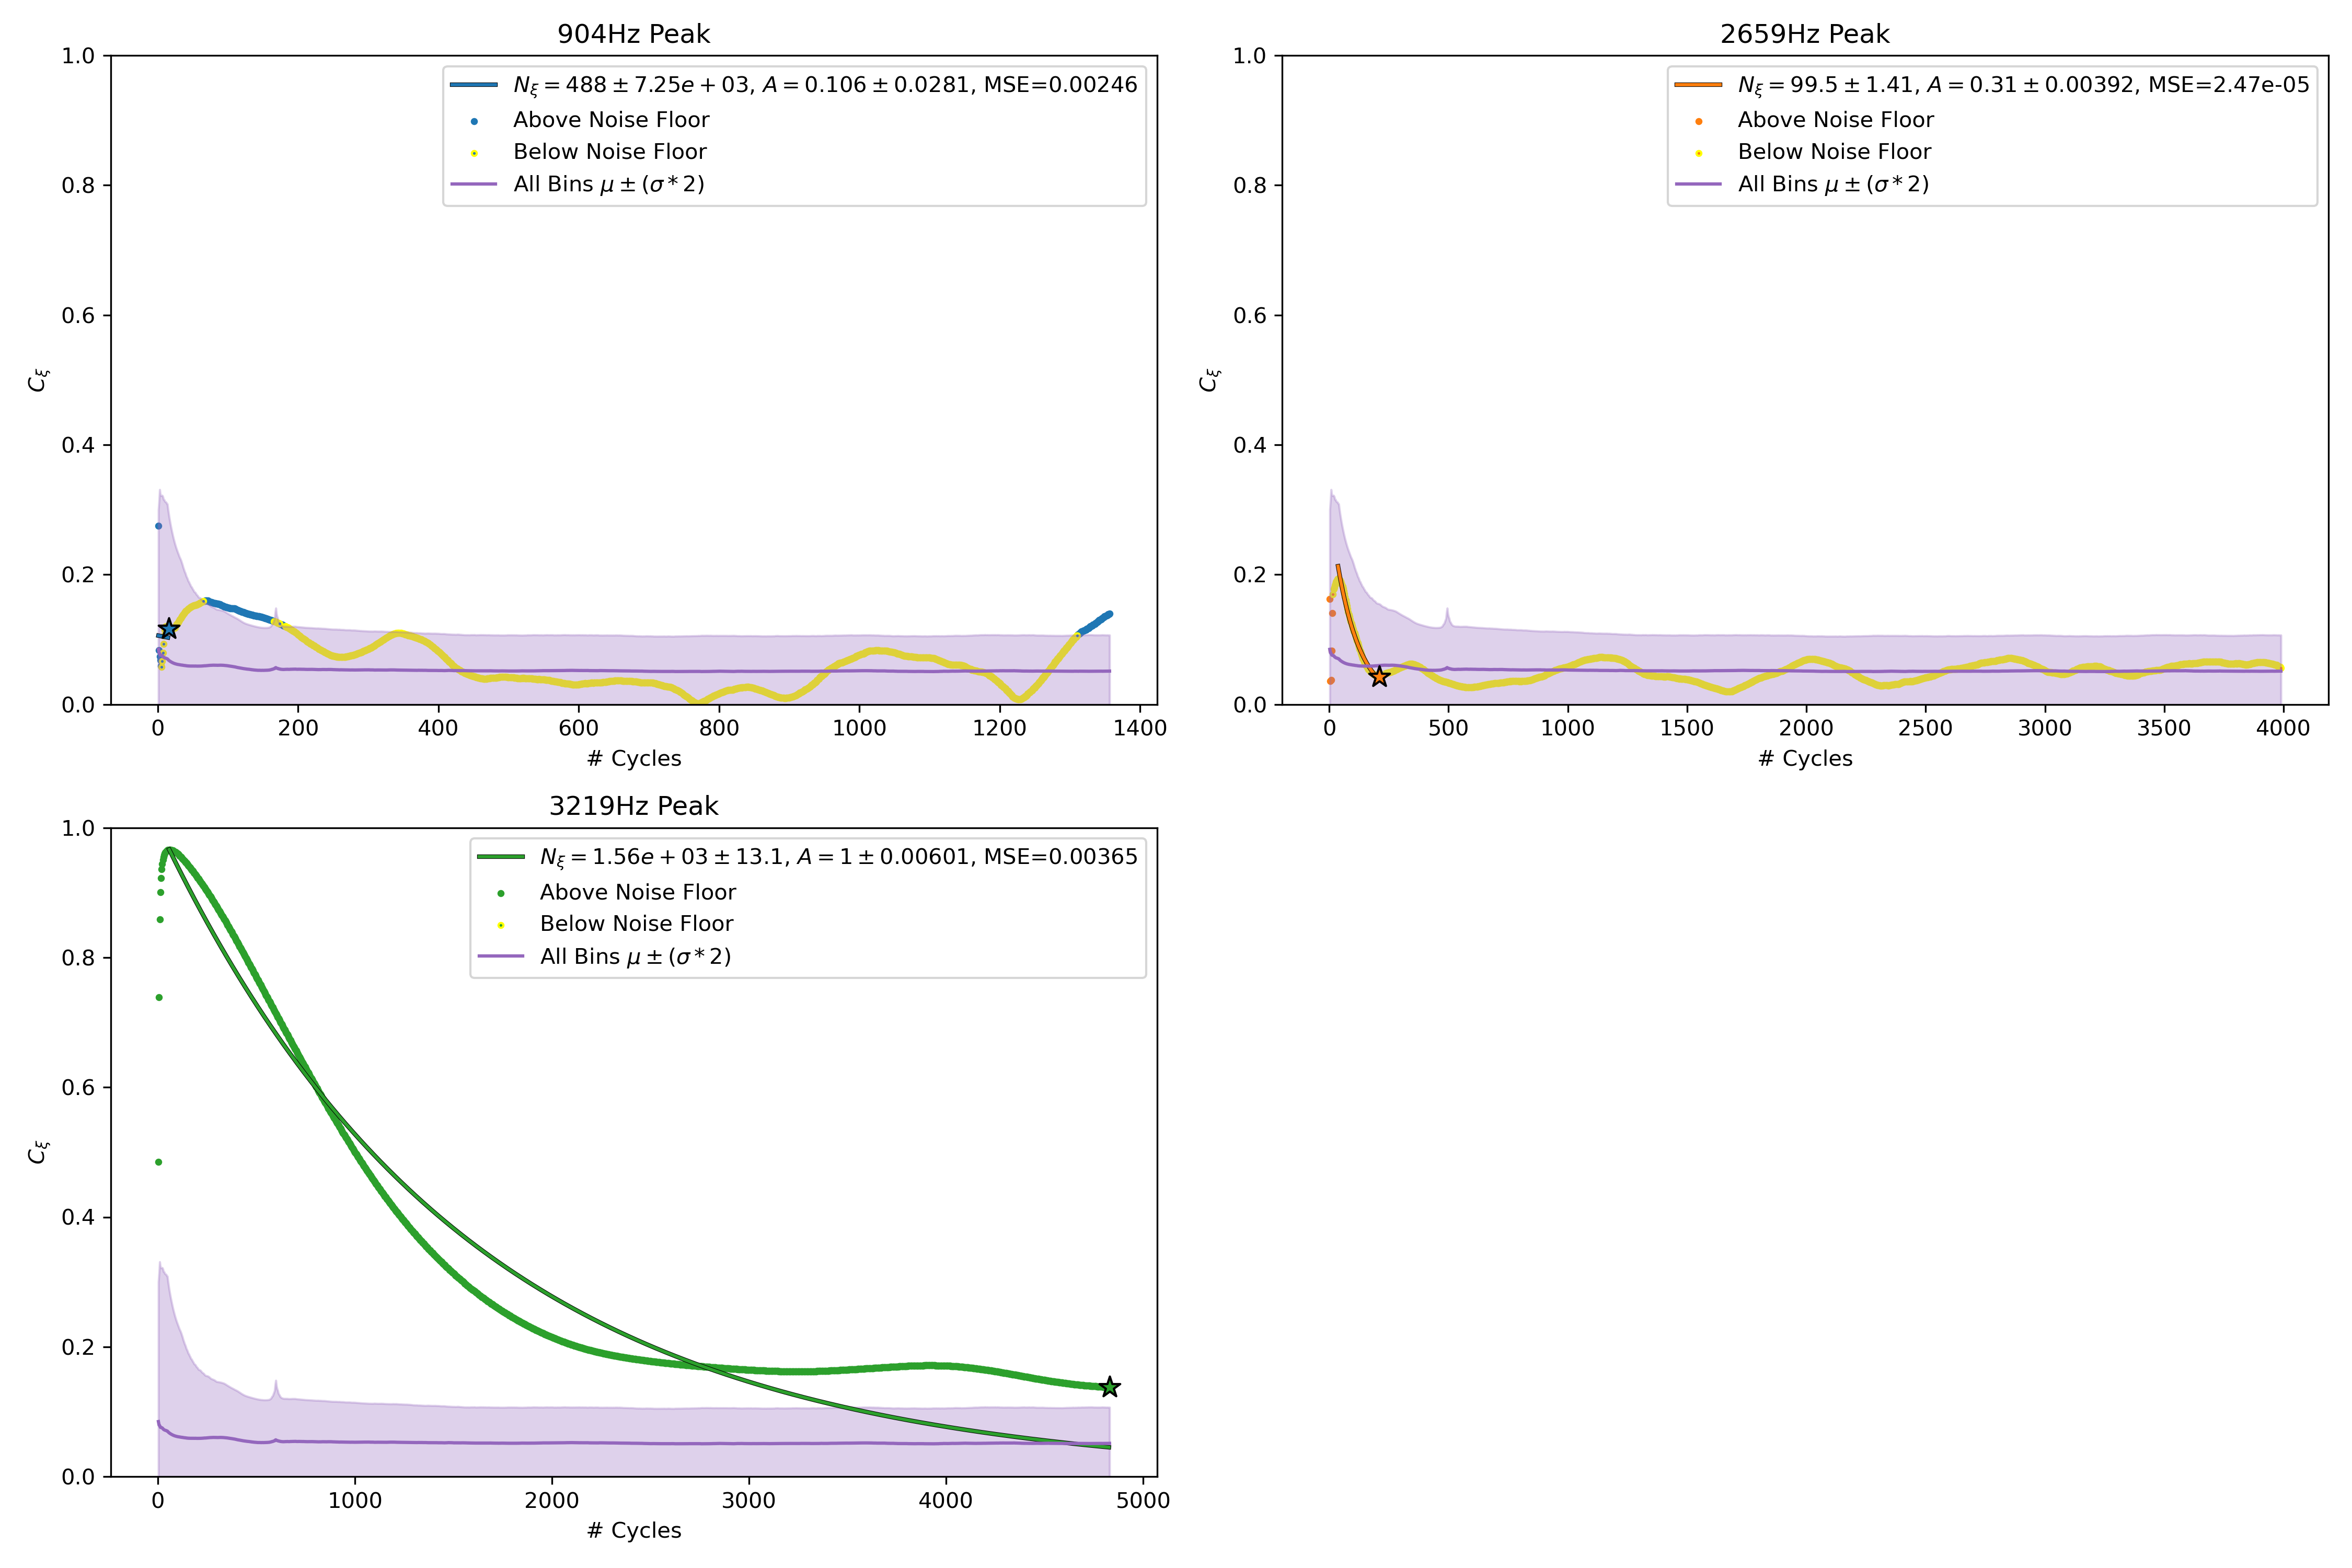 904Hz Peak
1.0
0.8
0.6
0.4
0.2
0.0
C_ξ
N_ξ = 488 ± 7.25e + 03, A = 0.106 ± 0.0281, MSE=0.00246
Above Noise Floor
Below Noise Floor
All Bins μ ± (σ * 2)
0 200 400 600 800 1000 1200 1400
# Cycles
2659Hz Peak
1.0
0.8
0.6
0.4
0.2
0.0
C_ξ
N_ξ = 99.5 ± 1.41, A = 0.31 ± 0.00392, MSE=2.47e-05
Above Noise Floor
Below Noise Floor
All Bins μ ± (σ * 2)
0 500 1000 1500 2000 2500 3000 3500 4000
# Cycles
3219Hz Peak
1.0
0.8
0.6
0.4
0.2
0.0
C_ξ
N_ξ = 1.56e + 03 ± 13.1, A = 1 ± 0.00601, MSE=0.00365
Above Noise Floor
Below Noise Floor
All Bins μ ± (σ * 2)
0 1000 2000 3000 4000 5000
# Cycles